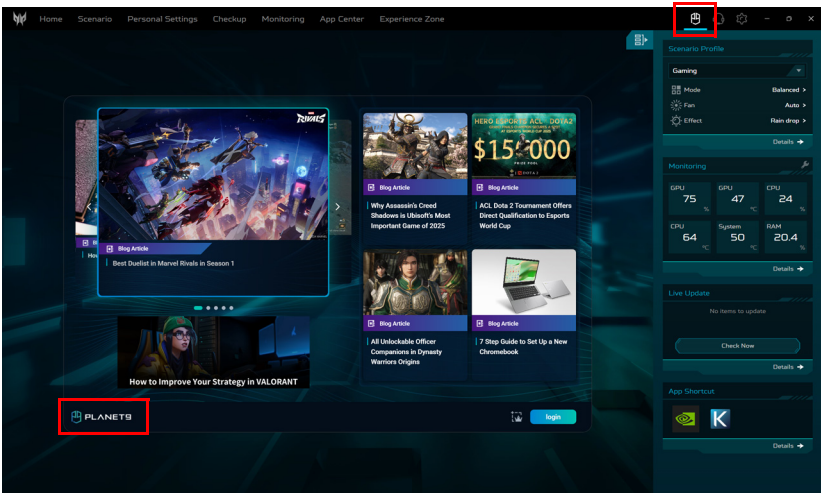 Home Scenario Personal Settings Checkup Monitoring App Center Experience Zone
Scenario Profile
Gaming
Mode Balanced >
Fan Auto >
Effect Rain drop >
Details →
Monitoring
GPU
75
%
GPU
47
°C
CPU
24
%
CPU
64
°C
System
50
°C
RAM
20.4
%
Details →
Live Update
No items to update
Check Now
Details →
App Shortcut
K
Details →
MARVEL
RIVALS
Blog Article
Best Duelist in Marvel Rivals in Season 1
How to Improve Your Strategy in VALORANT
Blog Article
Why Assassin's Creed
Shadows is Ubisoft's Most
Important Game of 2025
HERO ESPORTS ACL DOTA2
$15 000
PRIZE POOL
DOTA 2
Blog Article
ACL Dota 2 Tournament Offers
Direct Qualification to Esports
World Cup
Blog Article
All Unlockable Officer
Companions in Dynasty
Warriors Origins
Blog Article
7 Step Guide to Set Up a New
Chromebook
PLANET9
login